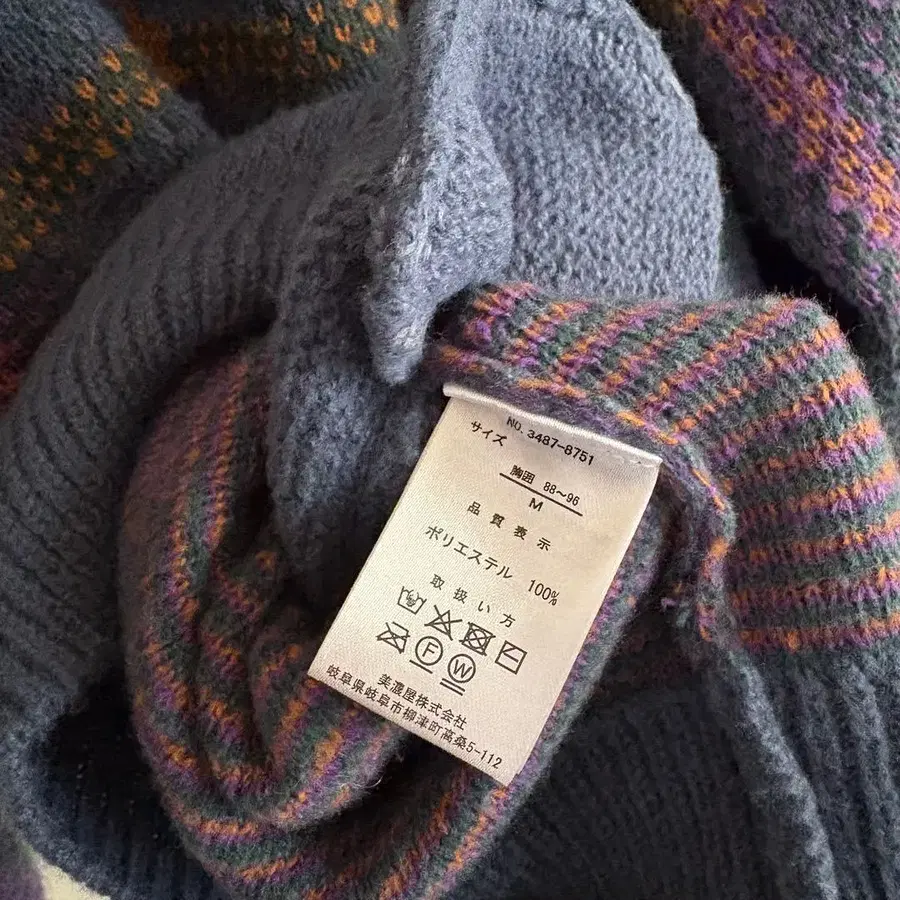 NO. 3487-8751
サイズ
胸囲 88〜96
M
品質表示
ポリエステル 100%
取扱い方
F W
美濃屋株式会社
岐阜県岐阜市柳津町高桑5-112